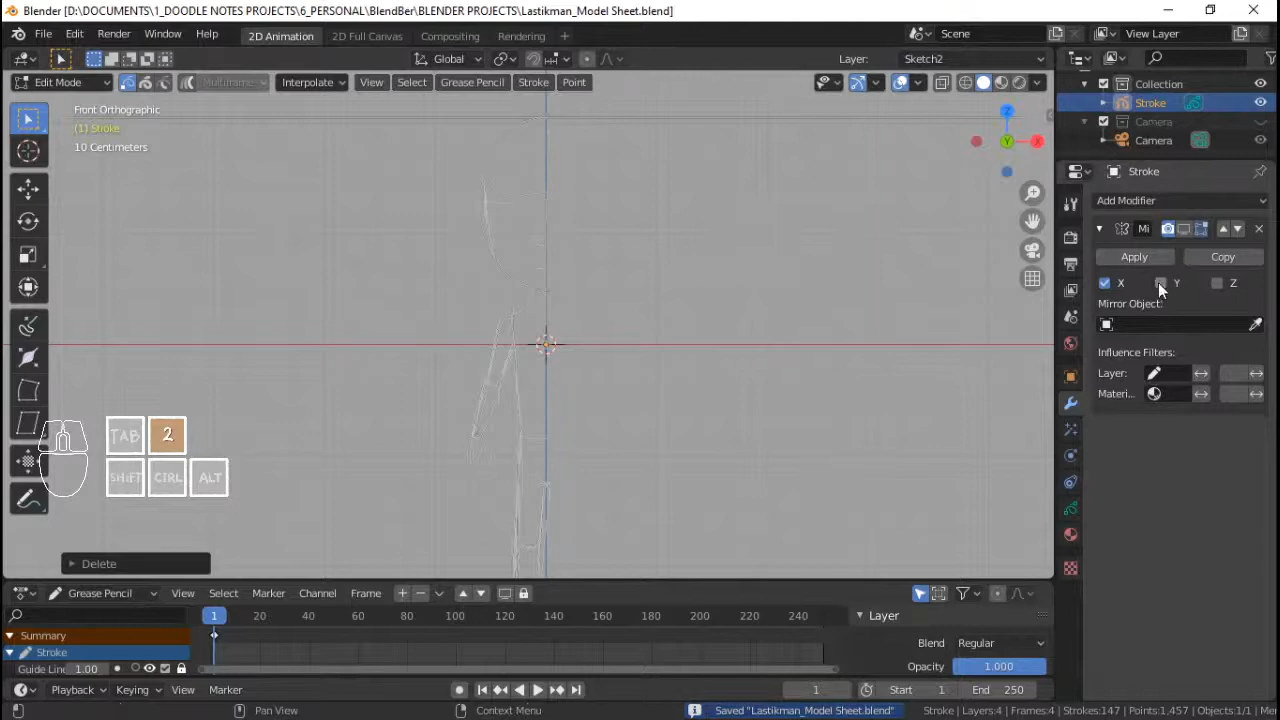 Blender [D:\DOODLE NOTES PROJECTS\6_PERSONAL\BlendBer\BLENDER PROJECTS\Lastikman_Model Sheet.blend]
File Edit Render Window Help 2D Animation 2D Full Canvas Compositing Rendering + Scene View Layer
Global Layer: Sketch2
Edit Mode Multiframe Interpolate View Select Grease Pencil Stroke Point
Collection
Stroke
Camera
Camera
Front Orthographic
(1) Stroke
10 Centimeters
Z
Y X
Stroke
Add Modifier
Mi
Apply Copy
X Y Z
Mirror Object:
Influence Filters:
Layer:
Materi...
TAB 2
SHIFT CTRL ALT
Delete
Grease Pencil View Select Marker Channel Frame
1 20 40 60 80 100 120 140 160 180 200 220 240
Layer
Summary
Stroke
Guide Line 1.00
Blend Regular
Opacity 1.000
Playback Keying View Marker 1 Start 1 End 250
Pan View Context Menu Saved "Lastikman_Model Sheet.blend" Stroke | Layers:4 | Frames:4 | Strokes:147 | Points:1,457 | Objects:1/1 | Me